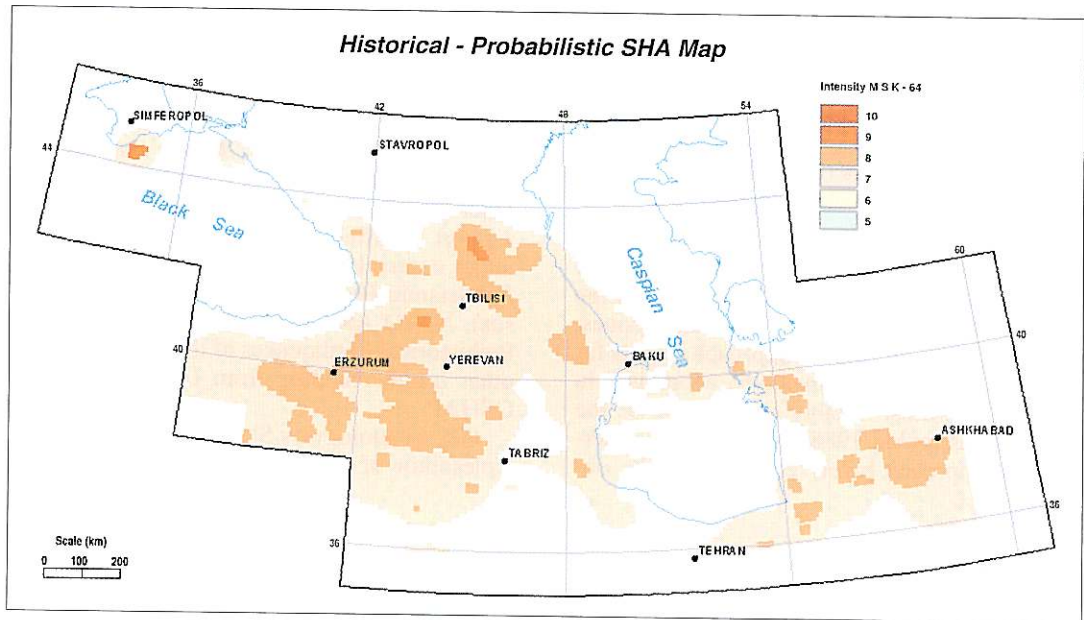 Historical - Probabilistic SHA Map
Intensity M S K - 64
10
9
8
7
6
5
36
42
48
54
60
44
40
36
40
36
SIMFEROPOL
STAVROPOL
Black Sea
Caspian Sea
TBILISI
ERZURUM
YEREVAN
BAKU
TABRIZ
ASHKHABAD
TEHRAN
Scale (km)
0 100 200